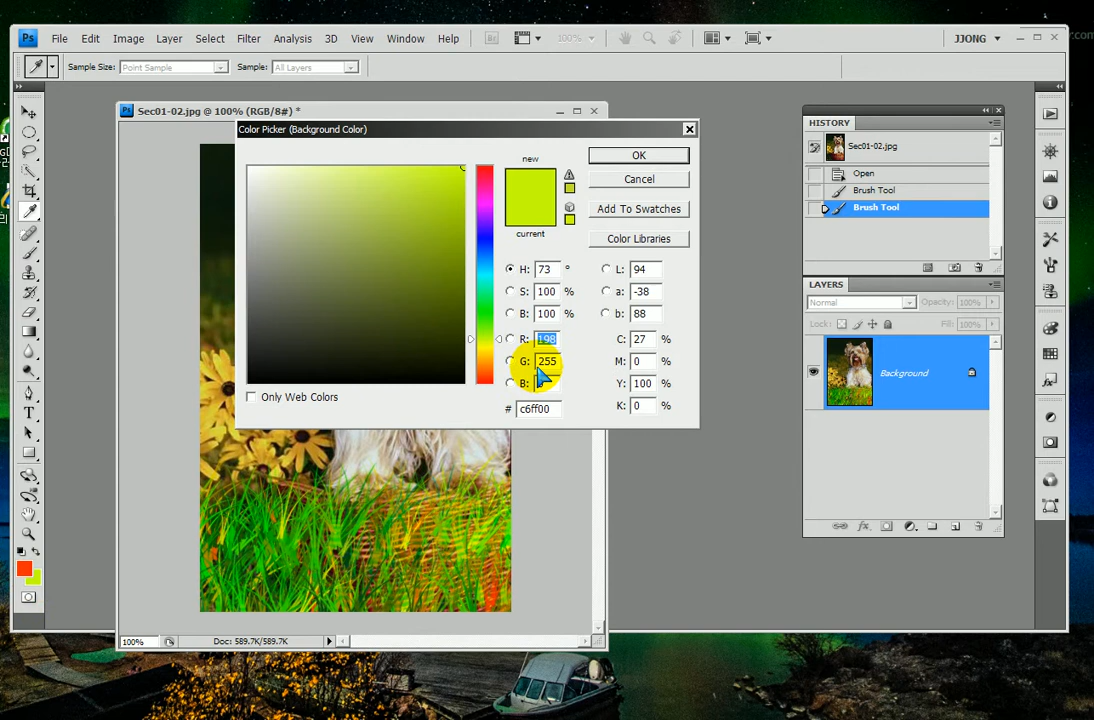 Ps File Edit Image Layer Select Filter Analysis 3D View Window Help Br 100% JJONG
Sample Size: Point Sample Sample: All Layers
Ps Sec01-02.jpg @ 100% (RGB/8#) *
Color Picker (Background Color)
new
current
OK
Cancel
Add To Swatches
Color Libraries
H: 73 ° L: 94
S: 100 % a: -38
B: 100 % b: 88
R: 198 C: 27 %
G: 255 M: 0 %
B: Y: 100 %
# c6ff00 K: 0 %
Only Web Colors
HISTORY
Sec01-02.jpg
Open
Brush Tool
Brush Tool
LAYERS
Normal Opacity: 100%
Lock: Fill: 100%
Background
fx.
T
100% Doc: 589.7K/589.7K